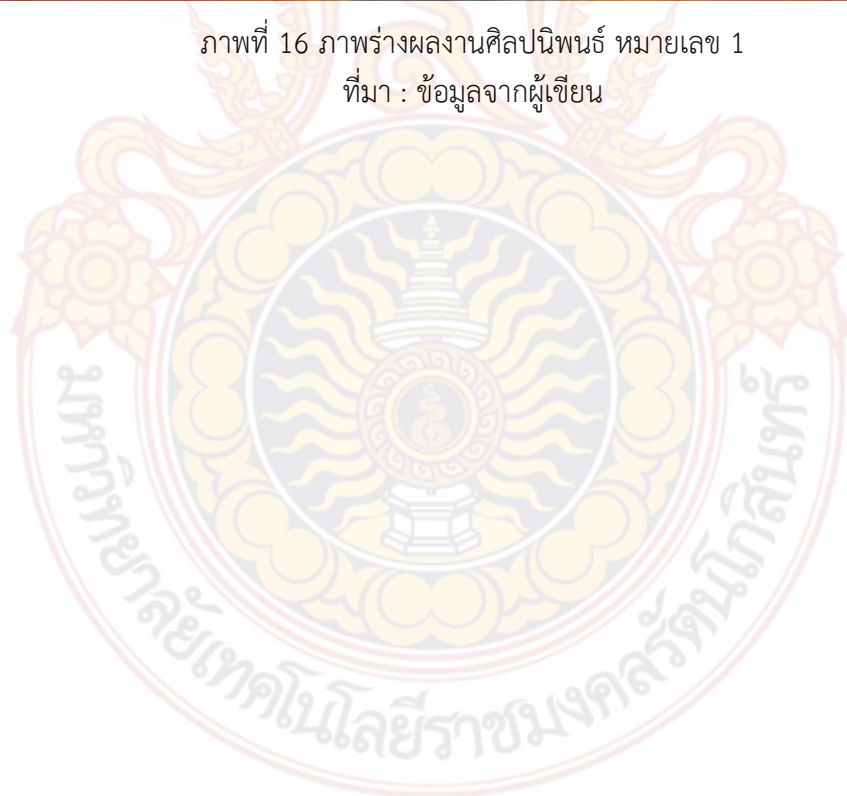 ภาพที่ 16 ภาพร่างผลงานศิลปนิพนธ์ หมายเลข 1
ที่มา : ข้อมูลจากผู้เขียน
มหาวิทยาลัยเทคโนโลยีราชมงคลรัตนโกสินทร์